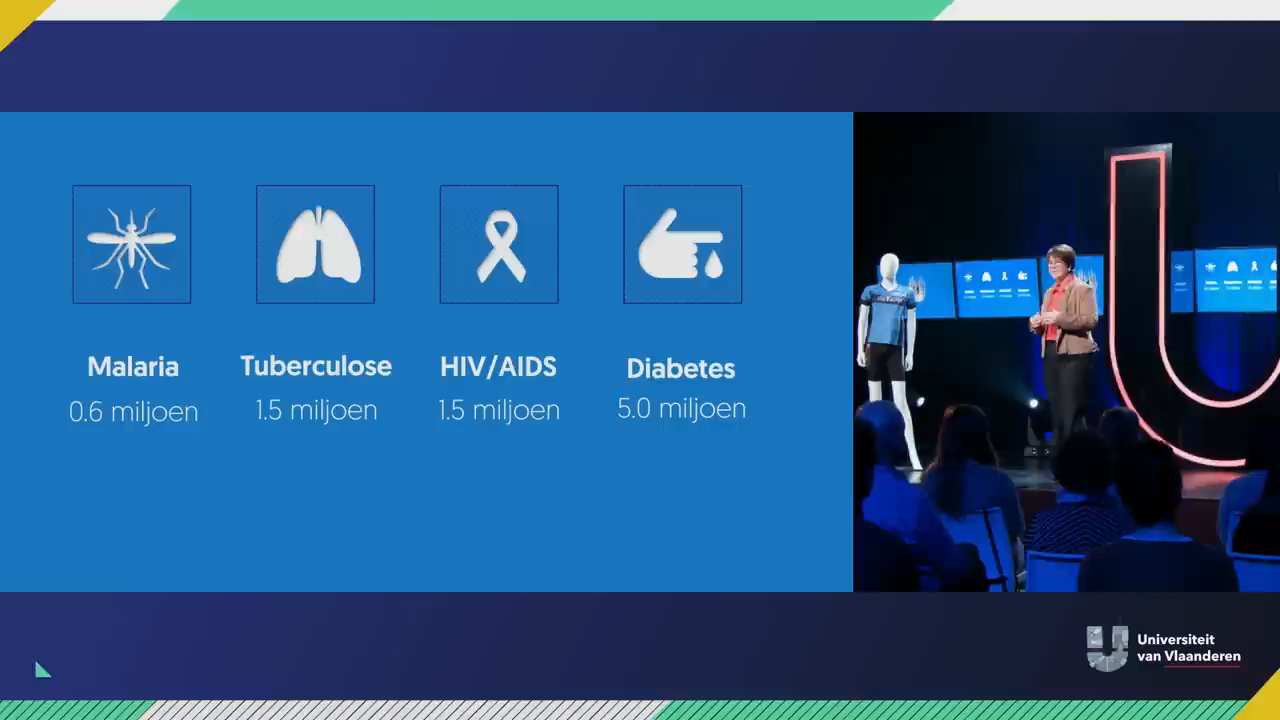 Malaria
0.6 miljoen
Tuberculose
1.5 miljoen
HIV/AIDS
1.5 miljoen
Diabetes
5.0 miljoen
Universiteit
van Vlaanderen